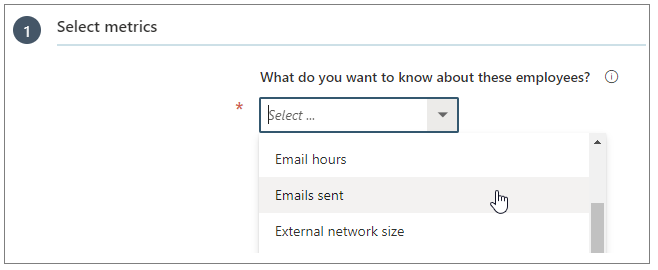 1 Select metrics
What do you want to know about these employees? i
* Select ...
Email hours
Emails sent
External network size